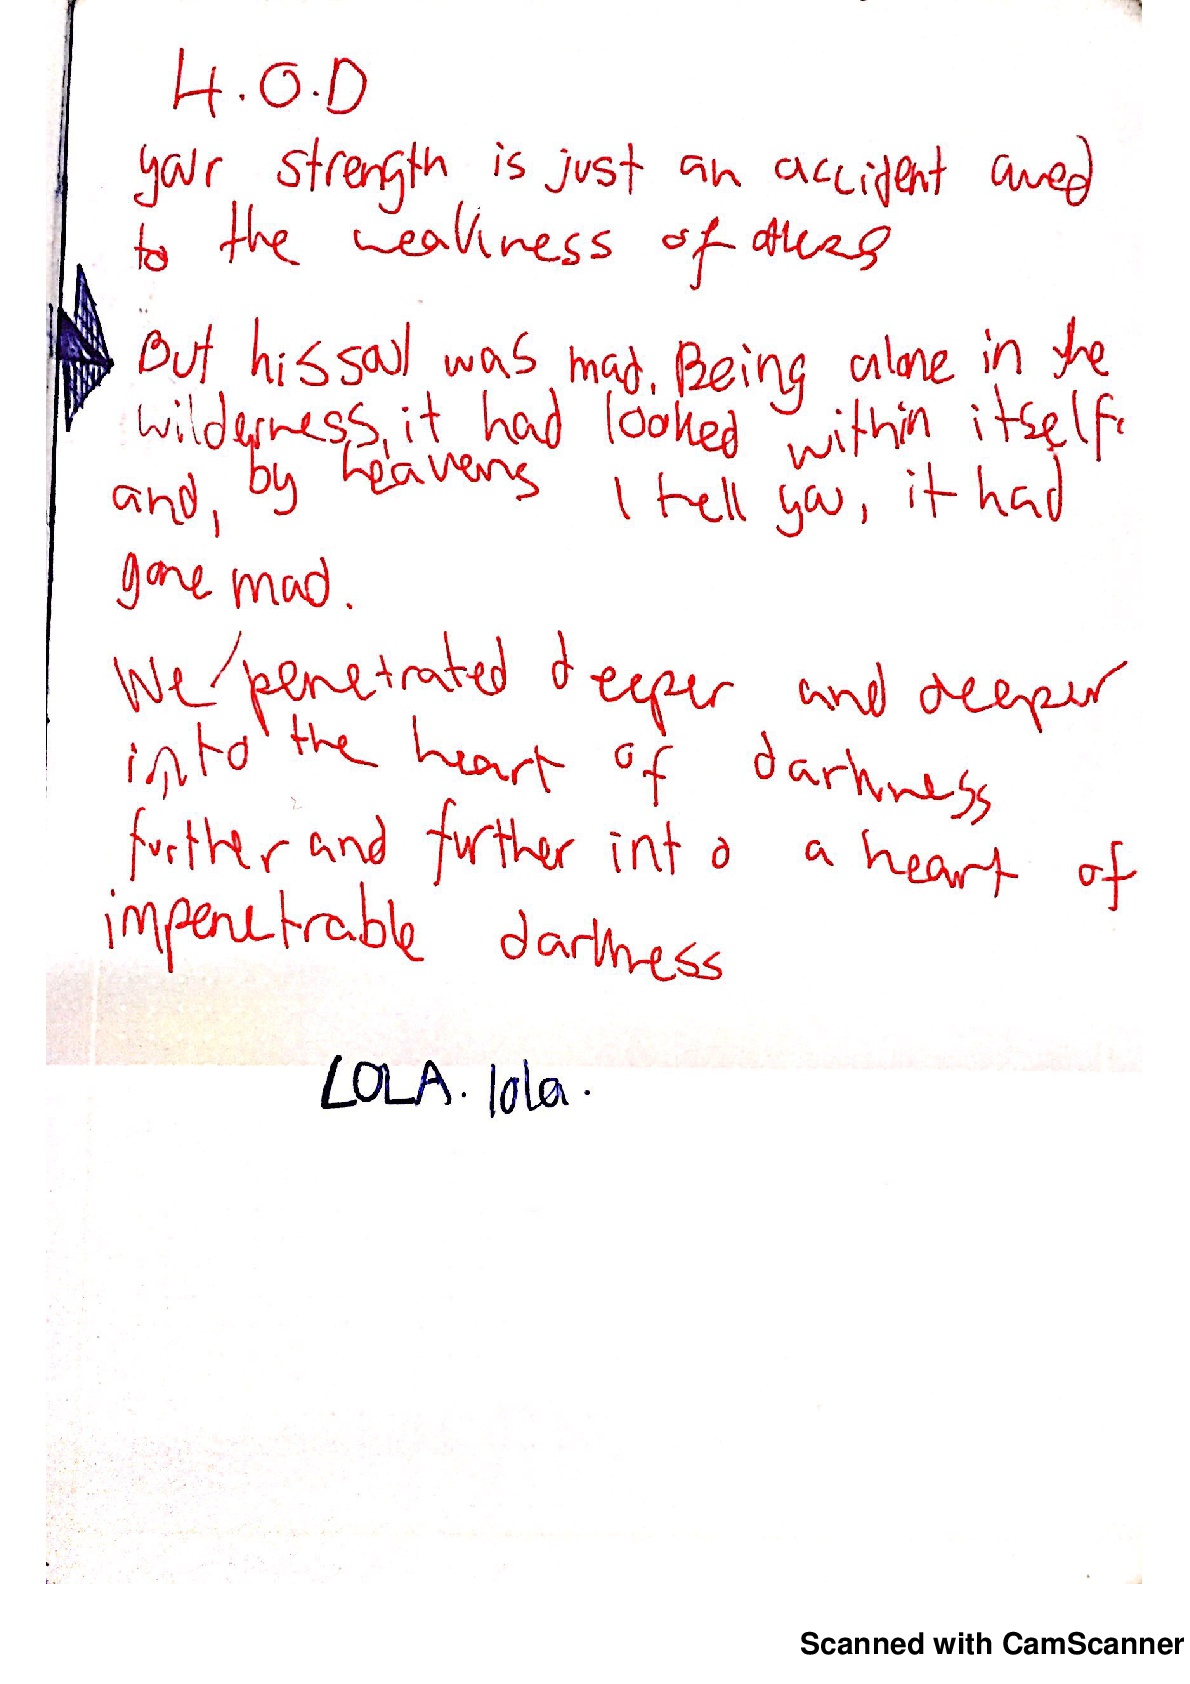 H.O.D
your strength is just an accident owed
to the weakness of others
But his soul was mad. Being alone in the
wilderness, it had looked within itself.
and, by heavens I tell you, it had
gone mad.
We penetrated deeper and deeper
into the heart of darkness
further and further into a heart of
impenetrable darkness
LOLA. lola.
Scanned with CamScanner